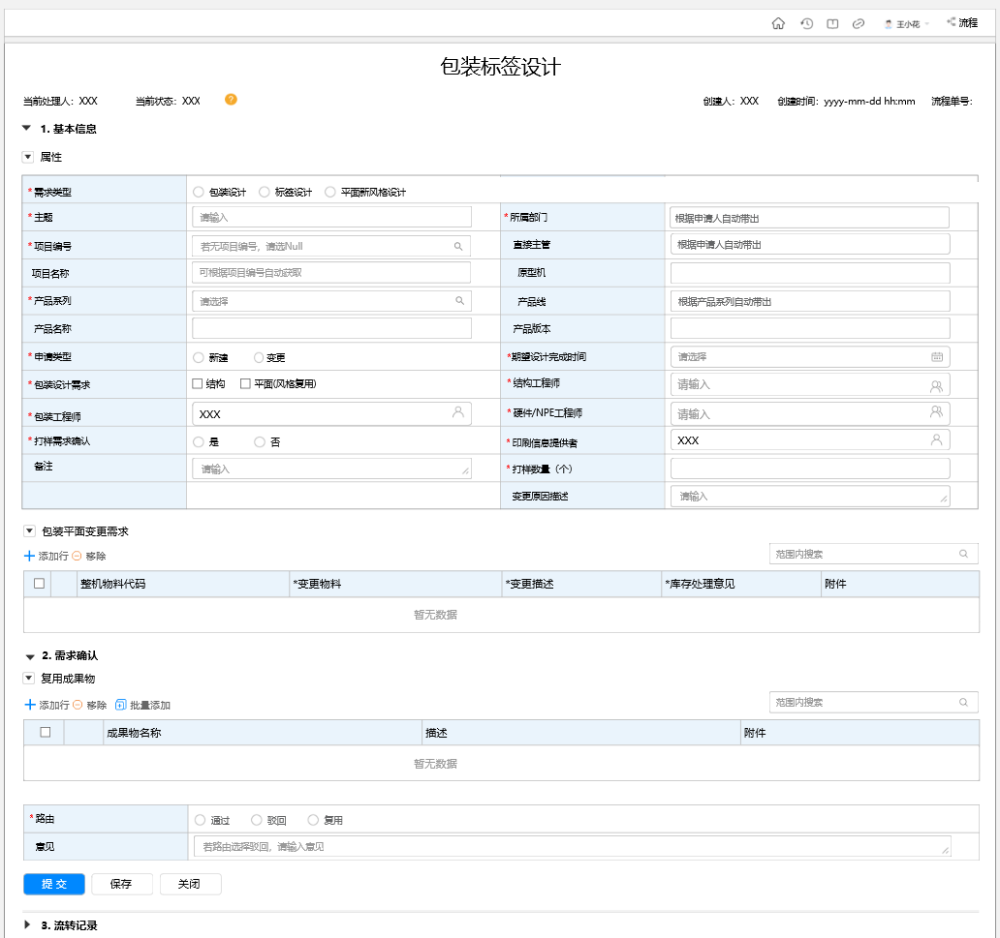 王小花 流程
包装标签设计
当前处理人: XXX 当前状态: XXX ? 创建人: XXX 创建时间: yyyy-mm-dd hh:mm 流程单号:
1. 基本信息
属性
*需求类型 包装设计 标签设计 平面新风格设计
*主题 请输入 *所属部门 根据申请人自动带出
*项目编号 若无项目编号, 请选Null 直接主管 根据申请人自动带出
项目名称 可根据项目编号自动获取 原型机
*产品系列 请选择 产品线 根据产品系列自动带出
产品名称 产品版本
*申请类型 新建 变更 *期望设计完成时间 请选择
*包装设计需求 结构 平面(风格复用) *结构工程师 请输入
*包装工程师 XXX *硬件/NPE工程师 请输入
*打样需求确认 是 否 *印刷信息提供者 XXX
备注 请输入 *打样数量（个）
变更原因描述 请输入
包装平面变更需求
添加行 移除 范围内搜索
整机物料代码 *变更物料 *变更描述 *库存处理意见 附件
暂无数据
2. 需求确认
复用成果物
添加行 移除 批量添加 范围内搜索
成果物名称 描述 附件
暂无数据
*路由 通过 驳回 复用
意见 若路由选择驳回, 请输入意见
提 交 保存 关闭
3. 流转记录